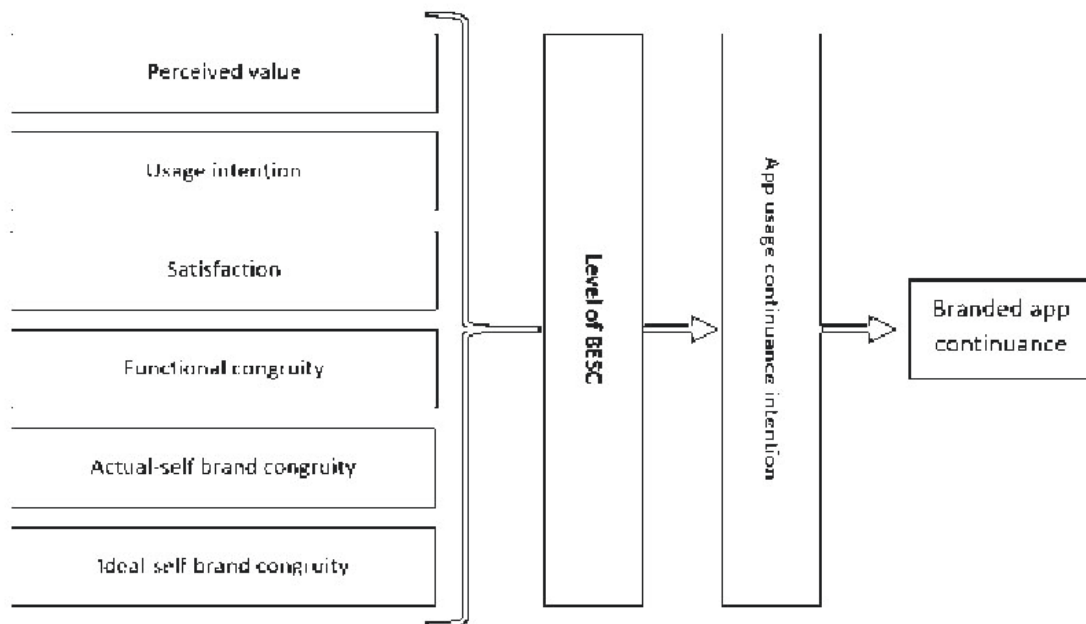 Perceived value
Usage intention
Satisfaction
Functional congruity
Actual-self brand congruity
Ideal-self brand congruity
Level of BESC
App usage continuance intention
Branded app
continuance